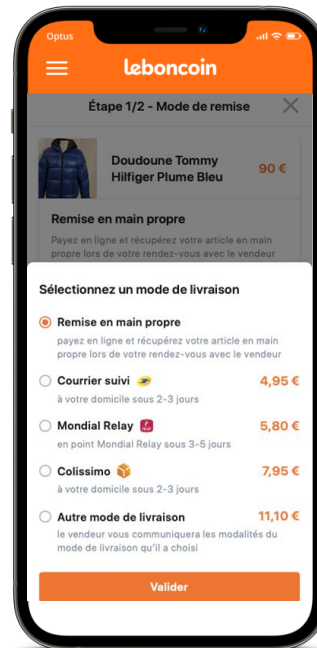 Optus
leboncoin
Étape 1/2 - Mode de remise
Doudoune Tommy
Hilfiger Plume Bleu
90 €
Remise en main propre
Payez en ligne et récupérez votre article en main
propre lors de votre rendez-vous avec le vendeur
Sélectionnez un mode de livraison
Remise en main propre
payez en ligne et récupérez votre article en main
propre lors de votre rendez-vous avec le vendeur
Courrier suivi 4,95 €
à votre domicile sous 2-3 jours
Mondial Relay 5,80 €
en point Mondial Relay sous 3-5 jours
Colissimo 7,95 €
à votre domicile sous 2-3 jours
Autre mode de livraison 11,10 €
le vendeur vous communiquera les modalités du
mode de livraison qu'il a choisi
Valider